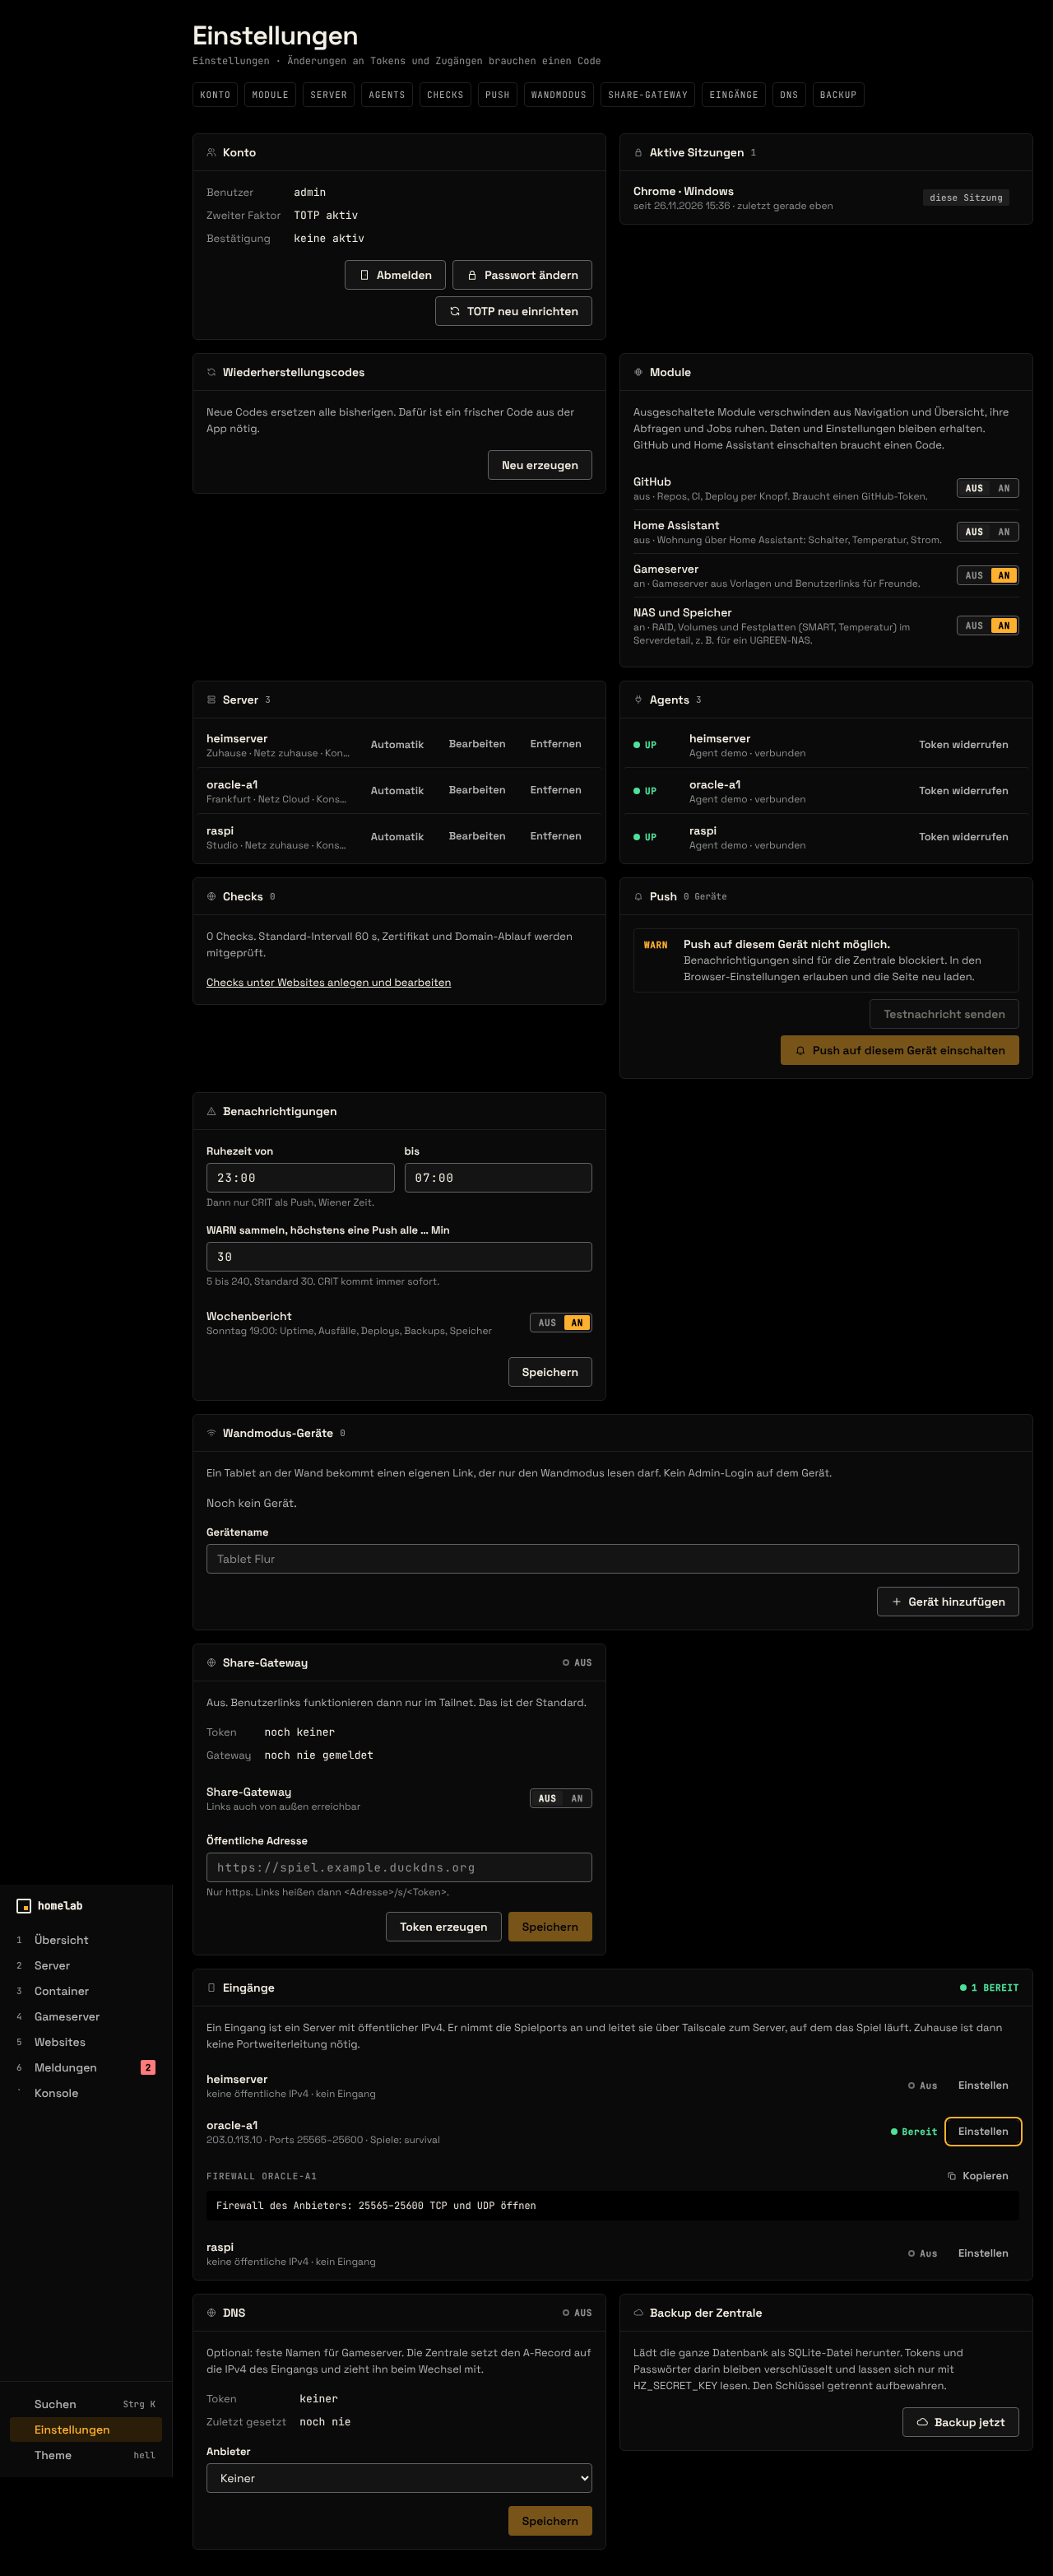 Einstellungen
Einstellungen · Änderungen an Tokens und Zugängen brauchen einen Code
KONTO MODULE SERVER AGENTS CHECKS PUSH WANDMODUS SHARE-GATEWAY EINGÄNGE DNS BACKUP
Konto
Benutzer admin
Zweiter Faktor TOTP aktiv
Bestätigung keine aktiv
Abmelden Passwort ändern
TOTP neu einrichten
Aktive Sitzungen 1
Chrome · Windows
seit 26.11.2026 15:36 · zuletzt gerade eben
diese Sitzung
Wiederherstellungscodes
Neue Codes ersetzen alle bisherigen. Dafür ist ein frischer Code aus der
App nötig.
Neu erzeugen
Module
Ausgeschaltete Module verschwinden aus Navigation und Übersicht, ihre
Abfragen und Jobs ruhen. Daten und Einstellungen bleiben erhalten.
GitHub und Home Assistant einschalten braucht einen Code.
GitHub
aus · Repos, CI, Deploy per Knopf. Braucht einen GitHub-Token.
AUS AN
Home Assistant
aus · Wohnung über Home Assistant: Schalter, Temperatur, Strom.
AUS AN
Gameserver
an · Gameserver aus Vorlagen und Benutzerlinks für Freunde.
AUS AN
NAS und Speicher
an · RAID, Volumes und Festplatten (SMART, Temperatur) im
Serverdetail, z. B. für ein UGREEN-NAS.
AUS AN
Server 3
heimserver
Zuhause · Netz zuhause · Kon…
Automatik Bearbeiten Entfernen
oracle-a1
Frankfurt · Netz Cloud · Kons…
Automatik Bearbeiten Entfernen
raspi
Studio · Netz zuhause · Kons…
Automatik Bearbeiten Entfernen
Agents 3
UP heimserver
Agent demo · verbunden
Token widerrufen
UP oracle-a1
Agent demo · verbunden
Token widerrufen
UP raspi
Agent demo · verbunden
Token widerrufen
Checks 0
0 Checks. Standard-Intervall 60 s, Zertifikat und Domain-Ablauf werden
mitgeprüft.
Checks unter Websites anlegen und bearbeiten
Push 0 Geräte
WARN Push auf diesem Gerät nicht möglich.
Benachrichtigungen sind für die Zentrale blockiert. In den
Browser-Einstellungen erlauben und die Seite neu laden.
Testnachricht senden
Push auf diesem Gerät einschalten
Benachrichtigungen
Ruhezeit von bis
23:00 07:00
Dann nur CRIT als Push, Wiener Zeit.
WARN sammeln, höchstens eine Push alle … Min
30
5 bis 240, Standard 30. CRIT kommt immer sofort.
Wochenbericht
Sonntag 19:00: Uptime, Ausfälle, Deploys, Backups, Speicher
AUS AN
Speichern
Wandmodus-Geräte 0
Ein Tablet an der Wand bekommt einen eigenen Link, der nur den Wandmodus lesen darf. Kein Admin-Login auf dem Gerät.
Noch kein Gerät.
Gerätename
Tablet Flur
Gerät hinzufügen
Share-Gateway AUS
Aus. Benutzerlinks funktionieren dann nur im Tailnet. Das ist der Standard.
Token noch keiner
Gateway noch nie gemeldet
Share-Gateway
Links auch von außen erreichbar
AUS AN
Öffentliche Adresse
https://spiel.example.duckdns.org
Nur https. Links heißen dann <Adresse>/s/<Token>.
Token erzeugen Speichern
homelab
1 Übersicht
2 Server
3 Container
4 Gameserver
5 Websites
6 Meldungen 2
` Konsole
Suchen Strg K
Einstellungen
Theme hell
Eingänge 1 BEREIT
Ein Eingang ist ein Server mit öffentlicher IPv4. Er nimmt die Spielports an und leitet sie über Tailscale zum Server, auf dem das Spiel läuft. Zuhause ist dann
keine Portweiterleitung nötig.
heimserver
keine öffentliche IPv4 · kein Eingang
Aus Einstellen
oracle-a1
203.0.113.10 · Ports 25565–25600 · Spiele: survival
Bereit Einstellen
FIREWALL ORACLE-A1 Kopieren
Firewall des Anbieters: 25565–25600 TCP und UDP öffnen
raspi
keine öffentliche IPv4 · kein Eingang
Aus Einstellen
DNS AUS
Optional: feste Namen für Gameserver. Die Zentrale setzt den A-Record auf
die IPv4 des Eingangs und zieht ihn beim Wechsel mit.
Token keiner
Zuletzt gesetzt noch nie
Anbieter
Keiner
Speichern
Backup der Zentrale
Lädt die ganze Datenbank als SQLite-Datei herunter. Tokens und
Passwörter darin bleiben verschlüsselt und lassen sich nur mit
HZ_SECRET_KEY lesen. Den Schlüssel getrennt aufbewahren.
Backup jetzt